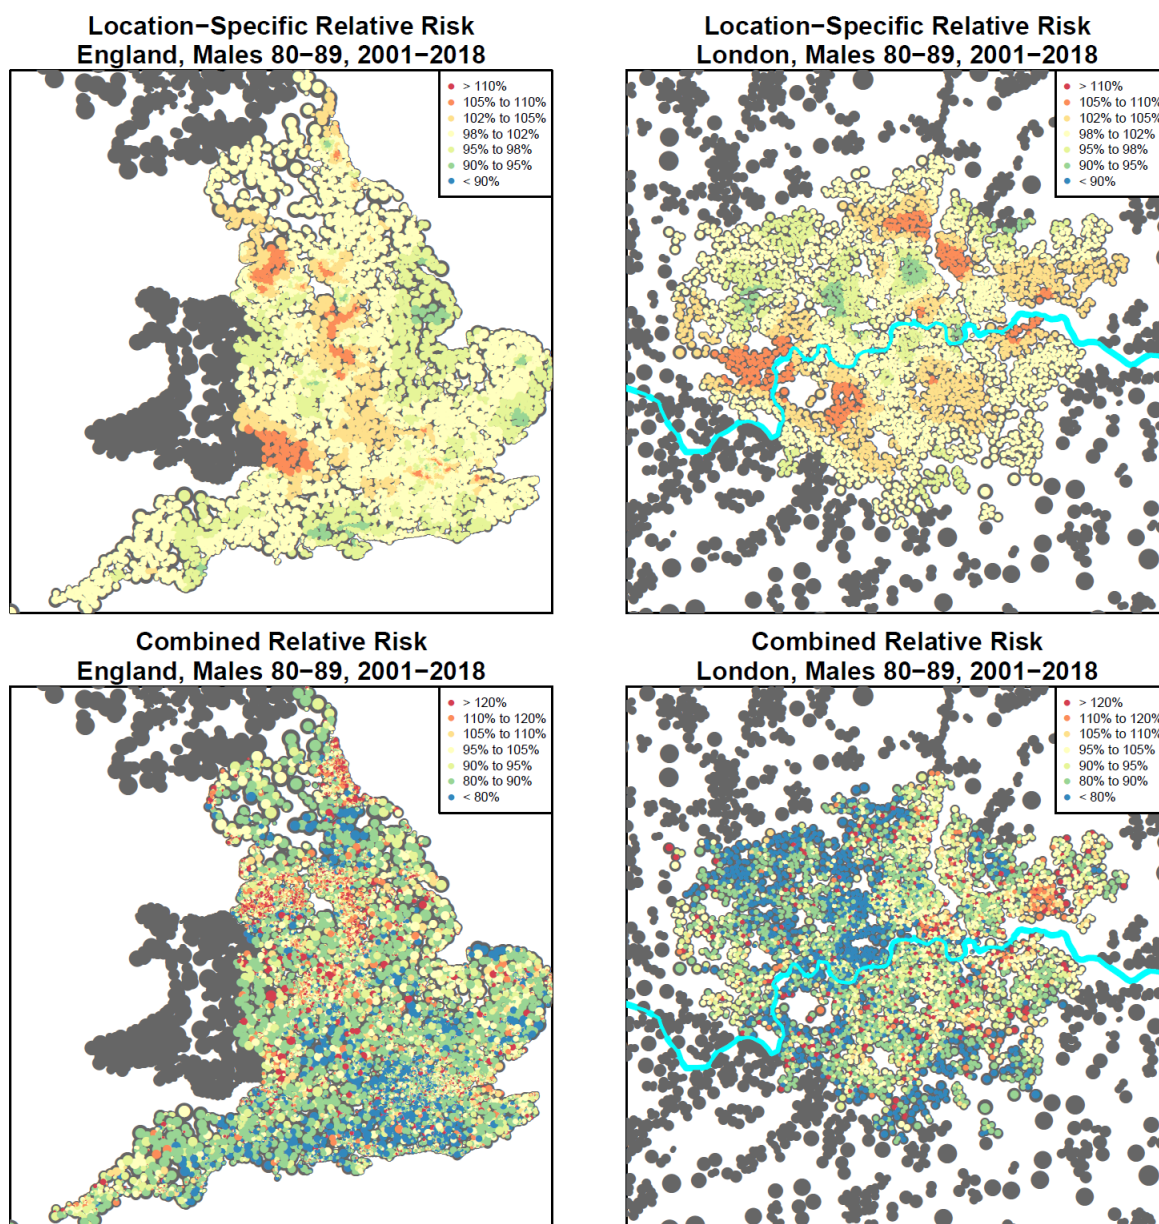 Location−Specific Relative Risk
England, Males 80−89, 2001−2018
> 110%
105% to 110%
102% to 105%
98% to 102%
95% to 98%
90% to 95%
< 90%
Location−Specific Relative Risk
London, Males 80−89, 2001−2018
> 110%
105% to 110%
102% to 105%
98% to 102%
95% to 98%
90% to 95%
< 90%
Combined Relative Risk
England, Males 80−89, 2001−2018
> 120%
110% to 120%
105% to 110%
95% to 105%
90% to 95%
80% to 90%
< 80%
Combined Relative Risk
London, Males 80−89, 2001−2018
> 120%
110% to 120%
105% to 110%
95% to 105%
90% to 95%
80% to 90%
< 80%